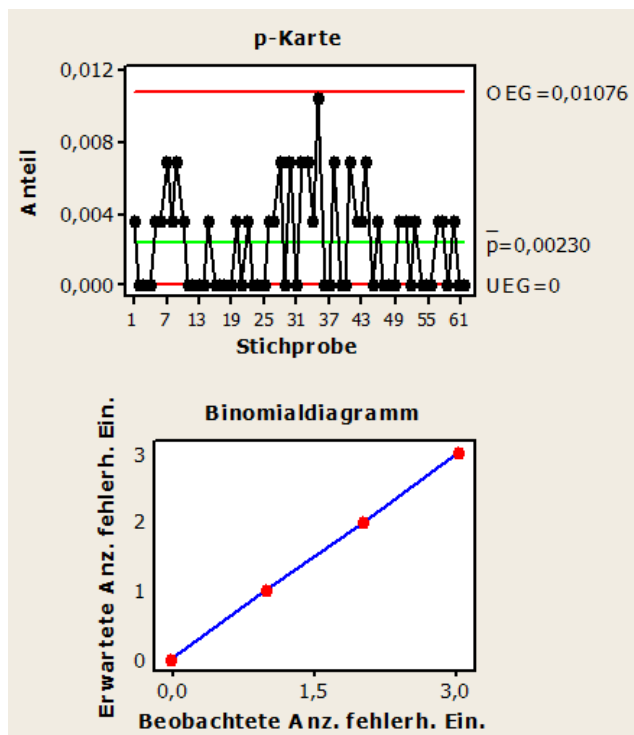 p-Karte
Anteil
0,012
0,008
0,004
0,000
OEG=0,01076
p̅=0,00230
UEG=0
1 7 13 19 25 31 37 43 49 55 61
Stichprobe
Binomialdiagramm
Erwartete Anz. fehlerh. Ein.
3
2
1
0
0,0 1,5 3,0
Beobachtete Anz. fehlerh. Ein.